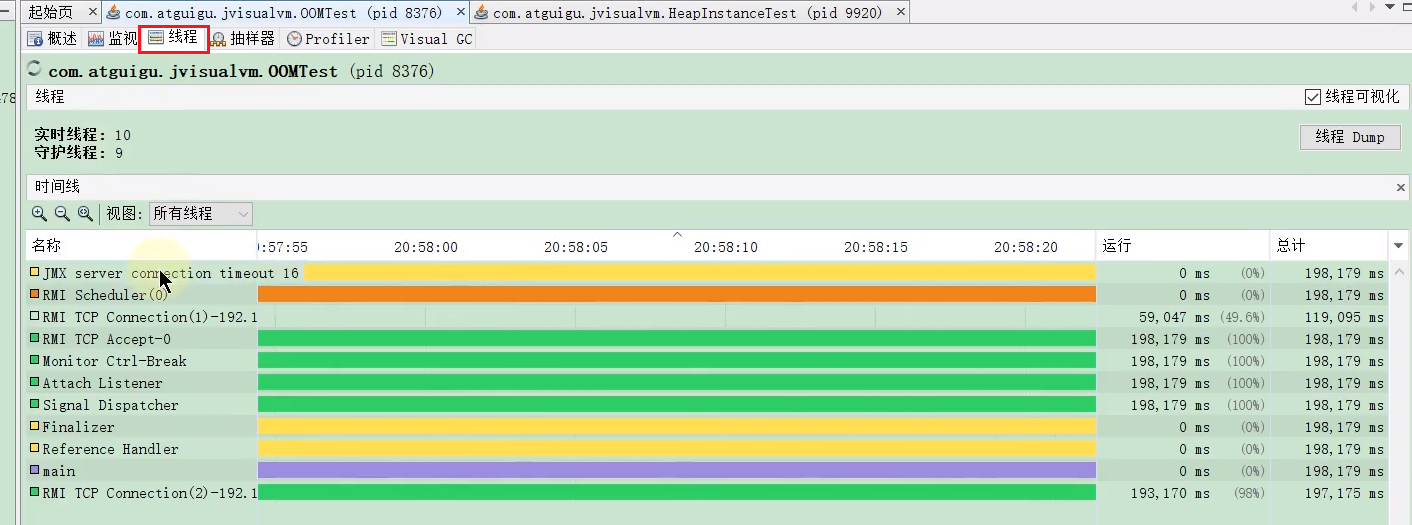 起始页 × com.atguigu.jvisualvm.OOMTest (pid 8376) × com.atguigu.jvisualvm.HeapInstanceTest (pid 9920) ×
概述 监视 线程 抽样器 Profiler Visual GC
com.atguigu.jvisualvm.OOMTest (pid 8376)
478
线程 线程可视化
实时线程: 10
线程 Dump
守护线程: 9
时间线 ×
视图: 所有线程
名称 :57:55 20:58:00 20:58:05 20:58:10 20:58:15 20:58:20 运行 总计
JMX server connection timeout 16 0 ms (0%) 198,179 ms
RMI Scheduler(0) 0 ms (0%) 198,179 ms
RMI TCP Connection(1)-192.1 59,047 ms (49.6%) 119,095 ms
RMI TCP Accept-0 198,179 ms (100%) 198,179 ms
Monitor Ctrl-Break 198,179 ms (100%) 198,179 ms
Attach Listener 198,179 ms (100%) 198,179 ms
Signal Dispatcher 198,179 ms (100%) 198,179 ms
Finalizer 0 ms (0%) 198,179 ms
Reference Handler 0 ms (0%) 198,179 ms
main 0 ms (0%) 198,179 ms
RMI TCP Connection(2)-192.1 193,170 ms (98%) 197,175 ms